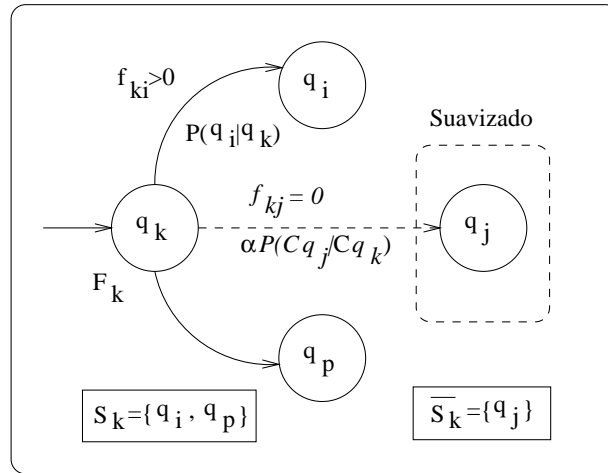 f_ki>0
q_i
P(q_i|q_k)
Suavizado
f_kj = 0
q_k
q_j
αP(Cq_j/Cq_k)
F_k
q_p
S_k={q_i, q_p}
S̅_k̅={q_j}